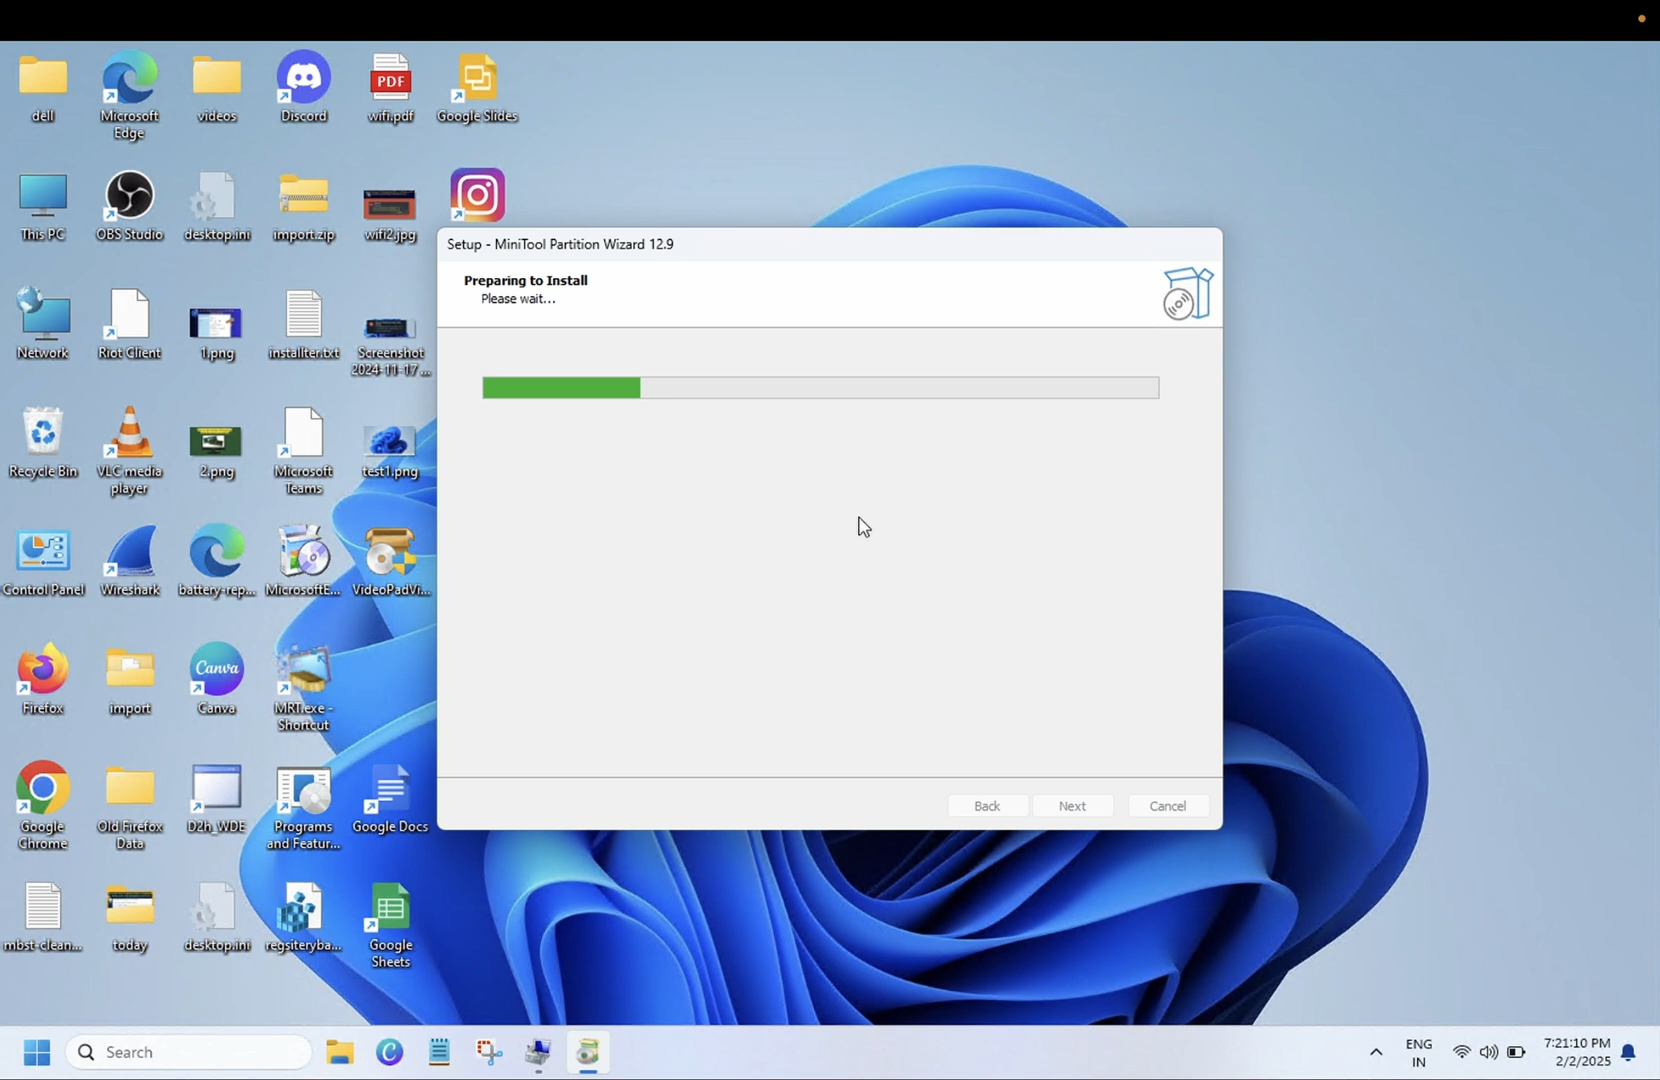 dell
Microsoft
Edge
videos
Discord
PDF
wifi.pdf
Google Slides
This PC
OBS Studio
desktop.ini
import.zip
wifi2.jpg
Setup - MiniTool Partition Wizard 12.9
Preparing to Install
Please wait...
Network
Riot Client
1.png
installter.txt
Screenshot
2024-11-17 ...
Recycle Bin
VLC media
player
2.png
Microsoft
Teams
test1.png
Control Panel
Wireshark
battery-rep...
MicrosoftE...
VideoPadVi...
Firefox
import
Canva
Canva
MRT.exe -
Shortcut
Google
Chrome
Old Firefox
Data
D2h_WDE
Programs
and Featur...
Google Docs
Back
Next
Cancel
mbst-clean...
today
desktop.ini
regsiteryba...
Google
Sheets
Search
ENG
IN
7:21:10 PM
2/2/2025